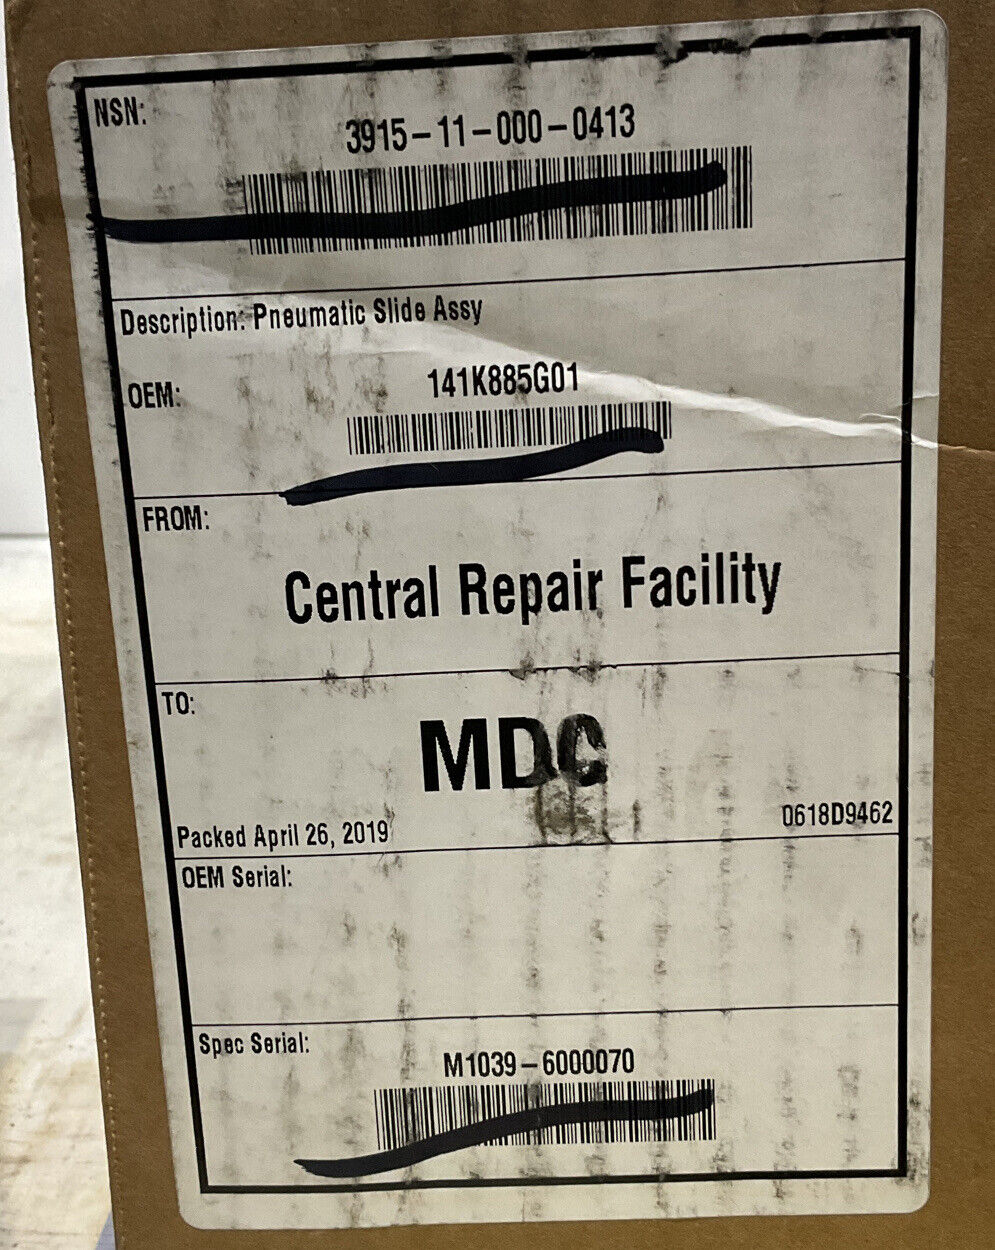 NSN:
3915-11-000-0413
Description: Pneumatic Slide Assy
OEM:
141K885G01
FROM:
Central Repair Facility
TO:
MDC
Packed April 26, 2019
0618D9462
OEM Serial:
Spec Serial:
M1039-6000070